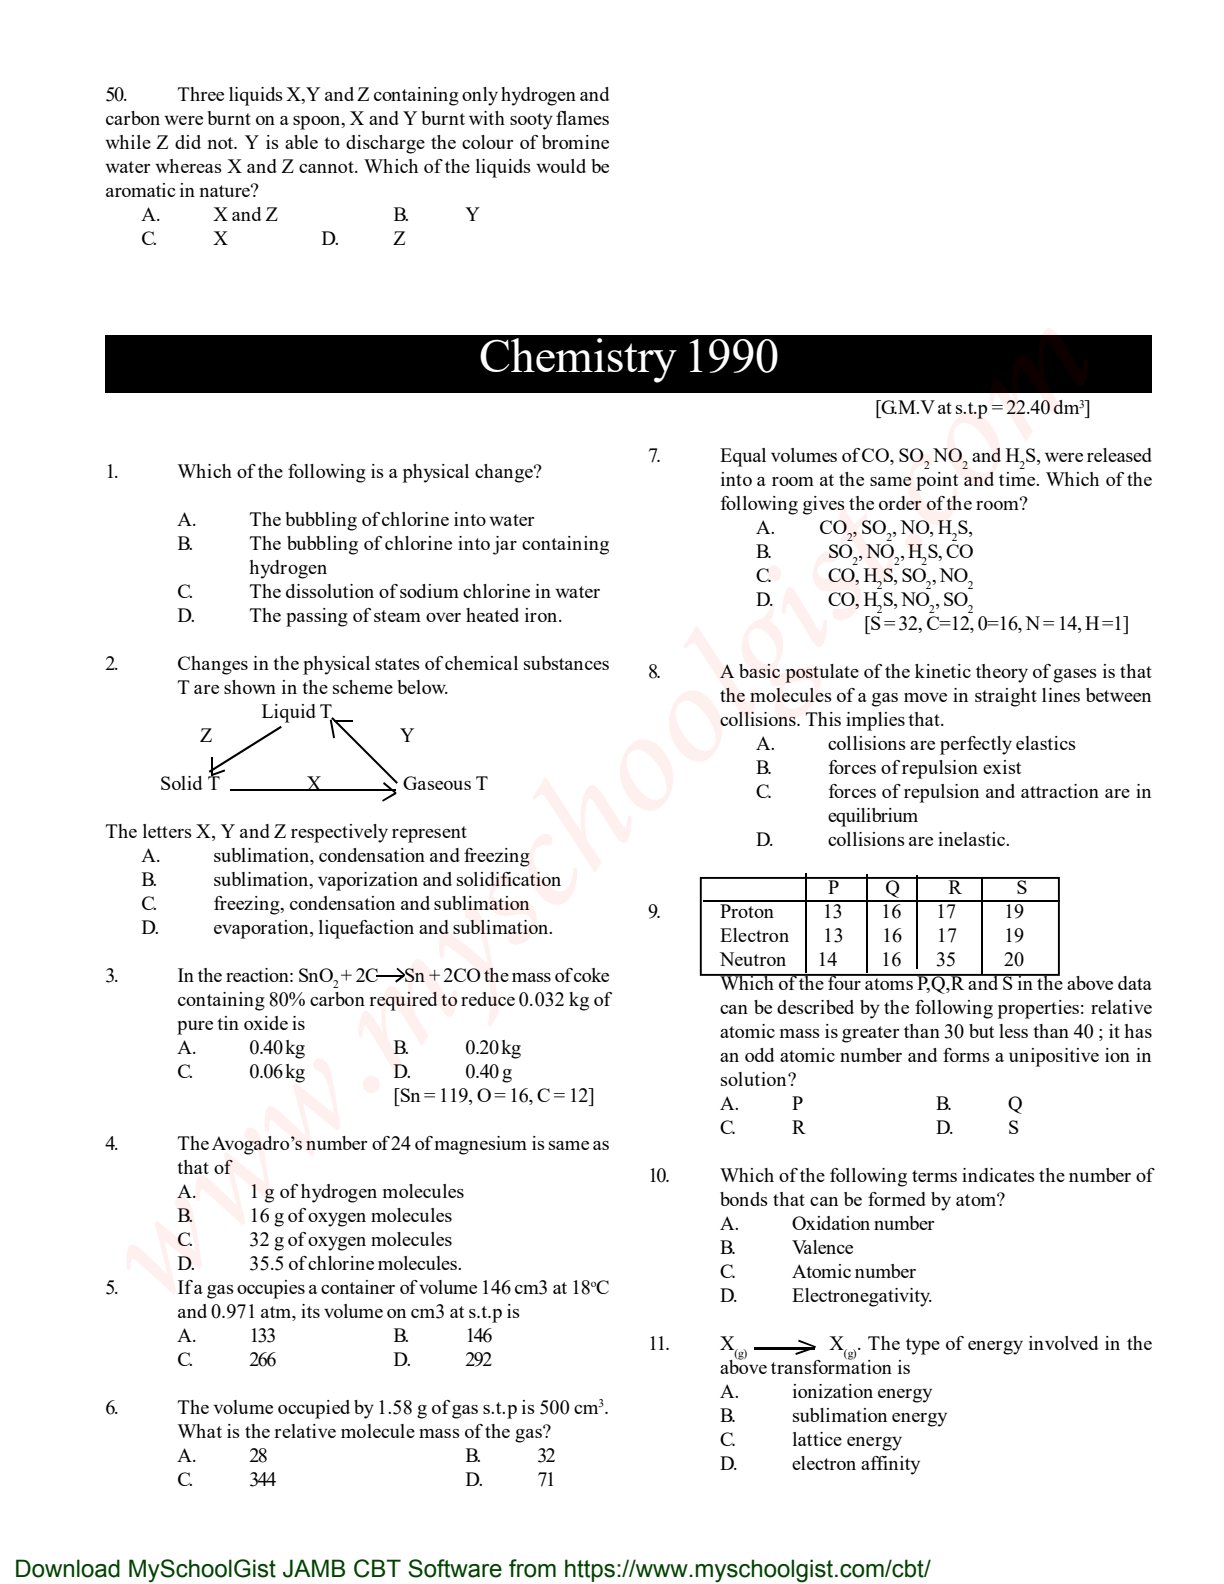 50. Three liquids X,Y and Z containing only hydrogen and
carbon were burnt on a spoon, X and Y burnt with sooty flames
while Z did not. Y is able to discharge the colour of bromine
water whereas X and Z cannot. Which of the liquids would be
aromatic in nature?
A. X and Z B. Y
C. X D. Z
Chemistry 1990
[G.M.V at s.t.p = 22.40 dm³]
1. Which of the following is a physical change?
A. The bubbling of chlorine into water
B. The bubbling of chlorine into jar containing
hydrogen
C. The dissolution of sodium chlorine in water
D. The passing of steam over heated iron.
2. Changes in the physical states of chemical substances
T are shown in the scheme below.
Liquid T
Z Y
Solid T X Gaseous T
The letters X, Y and Z respectively represent
A. sublimation, condensation and freezing
B. sublimation, vaporization and solidification
C. freezing, condensation and sublimation
D. evaporation, liquefaction and sublimation.
3. In the reaction: SnO₂ + 2C→Sn + 2CO the mass of coke
containing 80% carbon required to reduce 0.032 kg of
pure tin oxide is
A. 0.40 kg B. 0.20 kg
C. 0.06 kg D. 0.40 g
[Sn = 119, O = 16, C = 12]
4. The Avogadro’s number of 24 of magnesium is same as
that of
A. 1 g of hydrogen molecules
B. 16 g of oxygen molecules
C. 32 g of oxygen molecules
D. 35.5 of chlorine molecules.
5. If a gas occupies a container of volume 146 cm3 at 18°C
and 0.971 atm, its volume on cm3 at s.t.p is
A. 133 B. 146
C. 266 D. 292
6. The volume occupied by 1.58 g of gas s.t.p is 500 cm³.
What is the relative molecule mass of the gas?
A. 28 B. 32
C. 344 D. 71
7. Equal volumes of CO, SO₂ NO₂ and H₂S, were released
into a room at the same point and time. Which of the
following gives the order of the room?
A. CO₂, SO₂, NO, H₂S,
B. SO₂, NO₂, H₂S, CO
C. CO, H₂S, SO₂, NO₂
D. CO, H₂S, NO₂, SO₂
[S = 32, C=12, 0=16, N = 14, H =1]
8. A basic postulate of the kinetic theory of gases is that
the molecules of a gas move in straight lines between
collisions. This implies that.
A. collisions are perfectly elastics
B. forces of repulsion exist
C. forces of repulsion and attraction are in
equilibrium
D. collisions are inelastic.
P Q R S
9. Proton 13 16 17 19
Electron 13 16 17 19
Neutron 14 16 35 20
Which of the four atoms P,Q,R and S in the above data
can be described by the following properties: relative
atomic mass is greater than 30 but less than 40 ; it has
an odd atomic number and forms a unipositive ion in
solution?
A. P B. Q
C. R D. S
10. Which of the following terms indicates the number of
bonds that can be formed by atom?
A. Oxidation number
B. Valence
C. Atomic number
D. Electronegativity.
11. X(g) → X(g). The type of energy involved in the
above transformation is
A. ionization energy
B. sublimation energy
C. lattice energy
D. electron affinity
www.myschoolgist.com
Download MySchoolGist JAMB CBT Software from https://www.myschoolgist.com/cbt/